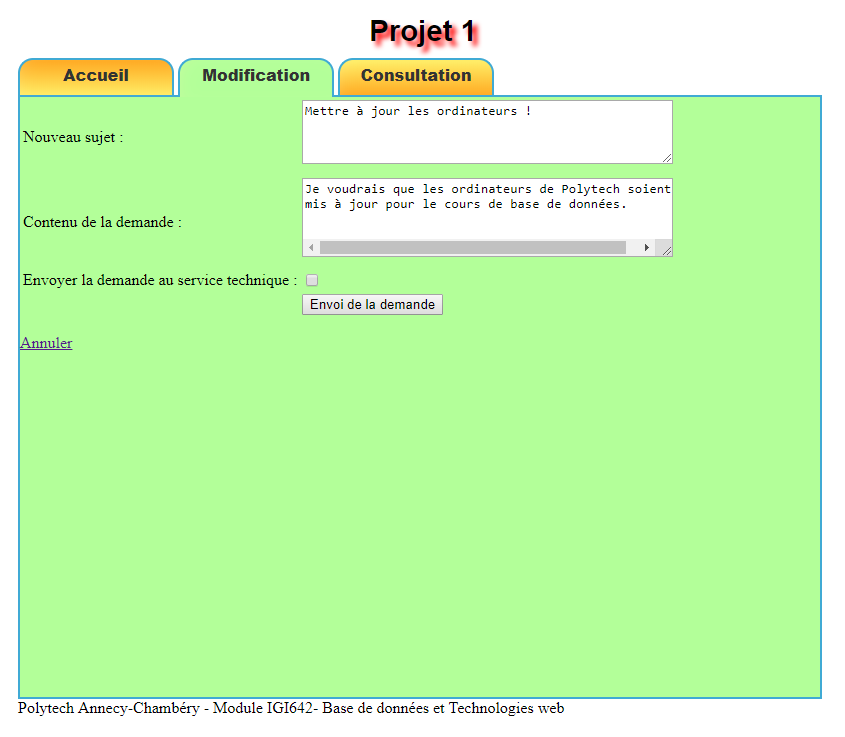 Projet 1
Accueil
Modification
Consultation
Nouveau sujet :
Mettre à jour les ordinateurs !
Contenu de la demande :
Je voudrais que les ordinateurs de Polytech soient
mis à jour pour le cours de base de données.
Envoyer la demande au service technique :
Envoi de la demande
Annuler
Polytech Annecy-Chambéry - Module IGI642- Base de données et Technologies web